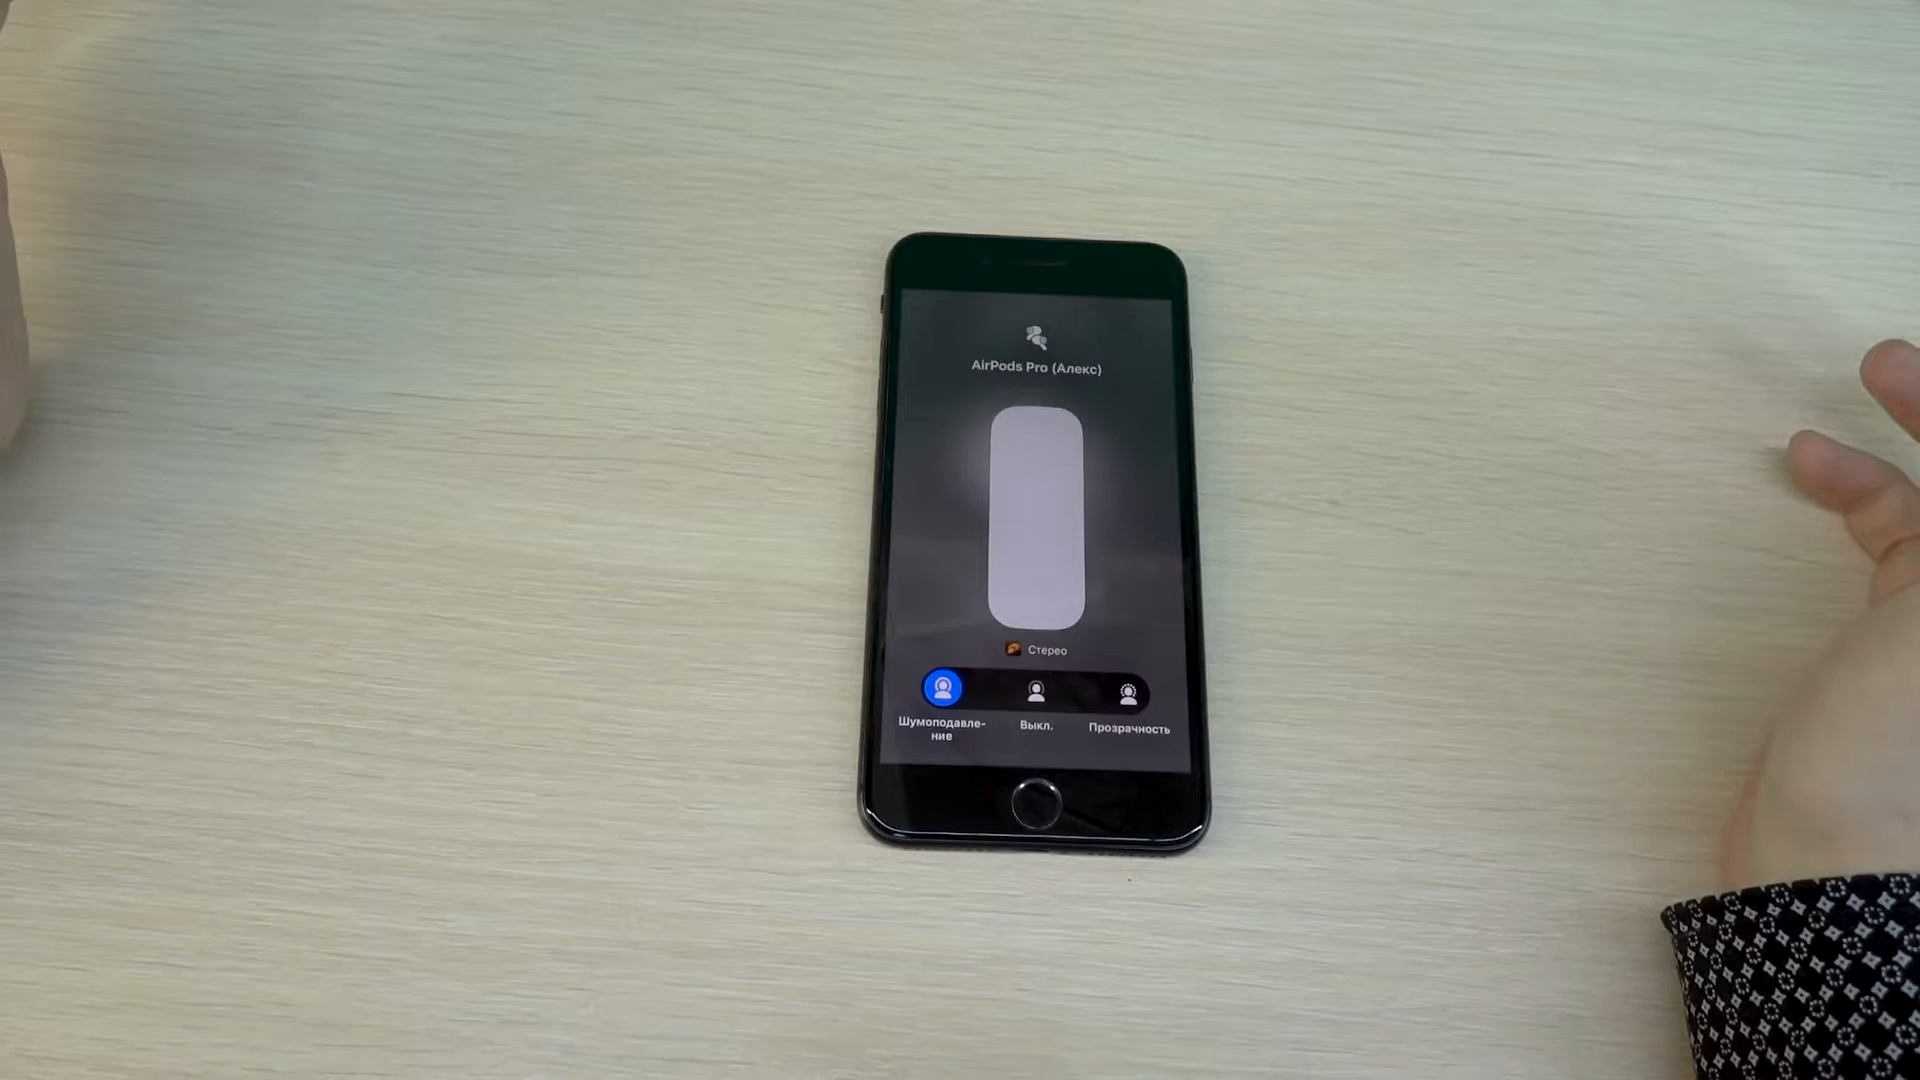 AirPods Pro (Алекс)
Стерео
Шумоподавле-
ние
Выкл.
Прозрачность